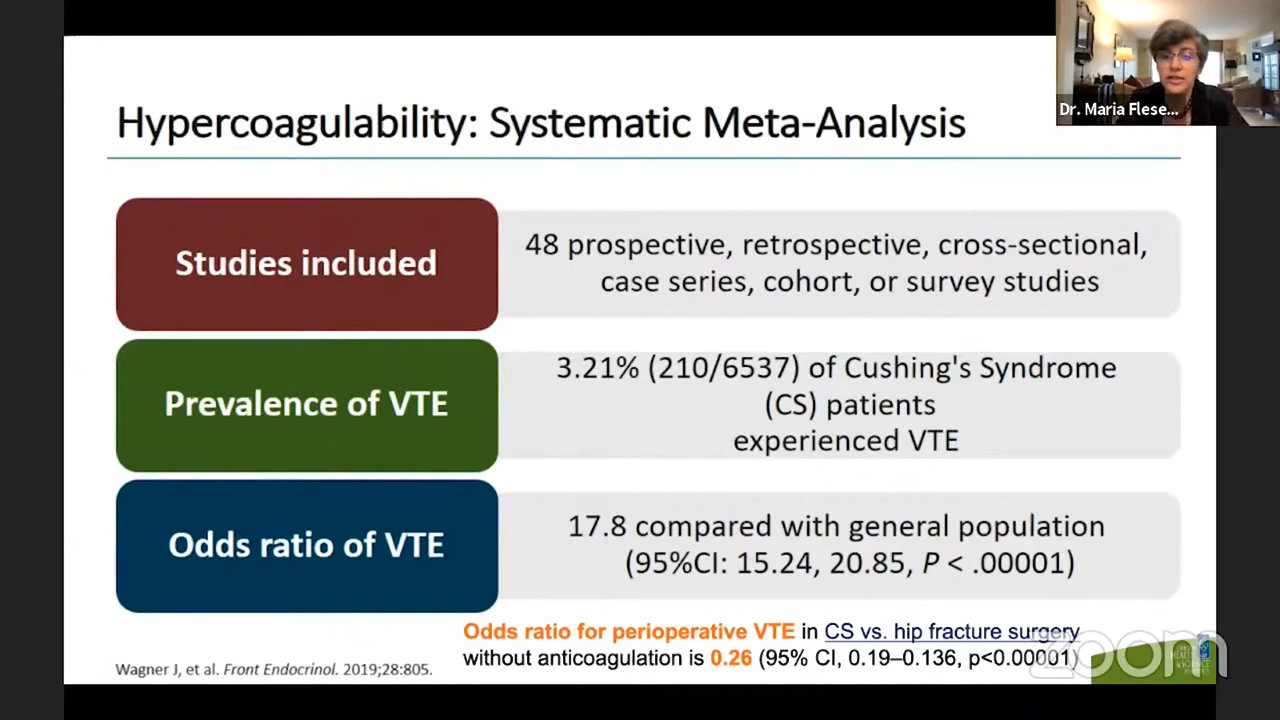 Dr. Maria Flese...
Hypercoagulability: Systematic Meta-Analysis
Studies included
48 prospective, retrospective, cross-sectional,
case series, cohort, or survey studies
Prevalence of VTE
3.21% (210/6537) of Cushing's Syndrome
(CS) patients
experienced VTE
Odds ratio of VTE
17.8 compared with general population
(95%CI: 15.24, 20.85, P < .00001)
Odds ratio for perioperative VTE in CS vs. hip fracture surgery
without anticoagulation is 0.26 (95% CI, 0.19–0.136, p<0.00001)
Wagner J, et al. Front Endocrinol. 2019;28:805.
zoom